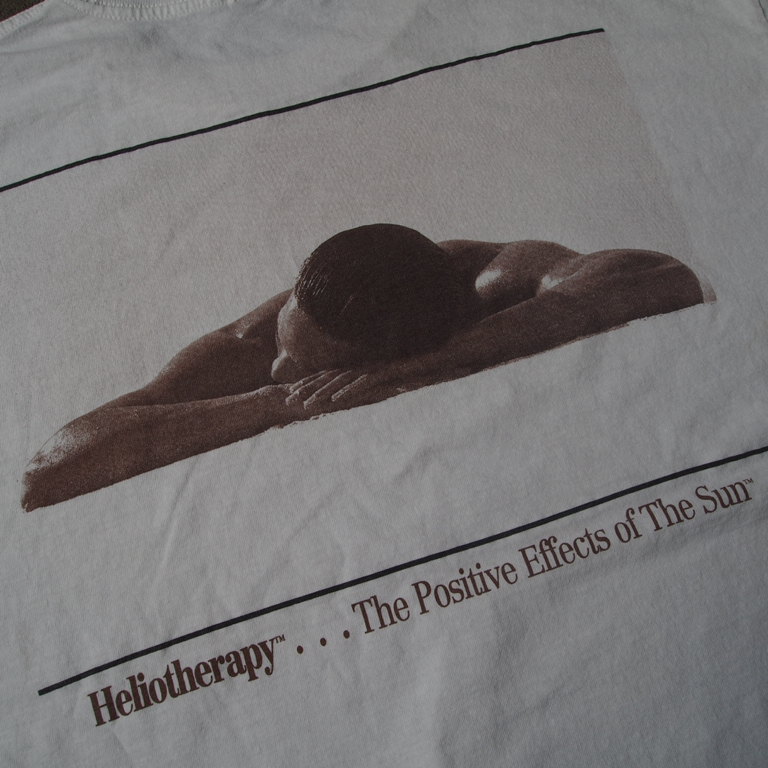 Heliotherapy™ . . . The Positive Effects of The Sun™